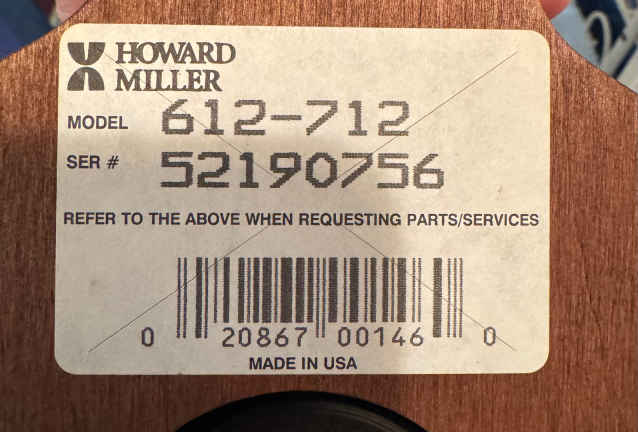 HOWARD
MILLER
MODEL 612-712
SER # 52190756
REFER TO THE ABOVE WHEN REQUESTING PARTS/SERVICES
0 20867 00146 0
MADE IN USA